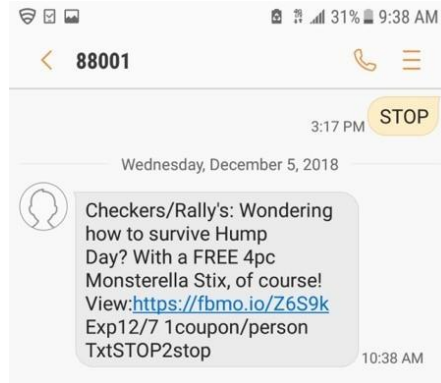 31% 9:38 AM
88001
STOP
3:17 PM
Wednesday, December 5, 2018
Checkers/Rally's: Wondering
how to survive Hump
Day? With a FREE 4pc
Monsterella Stix, of course!
View:https://fbmo.io/Z6S9k
Exp12/7 1coupon/person
TxtSTOP2stop
10:38 AM